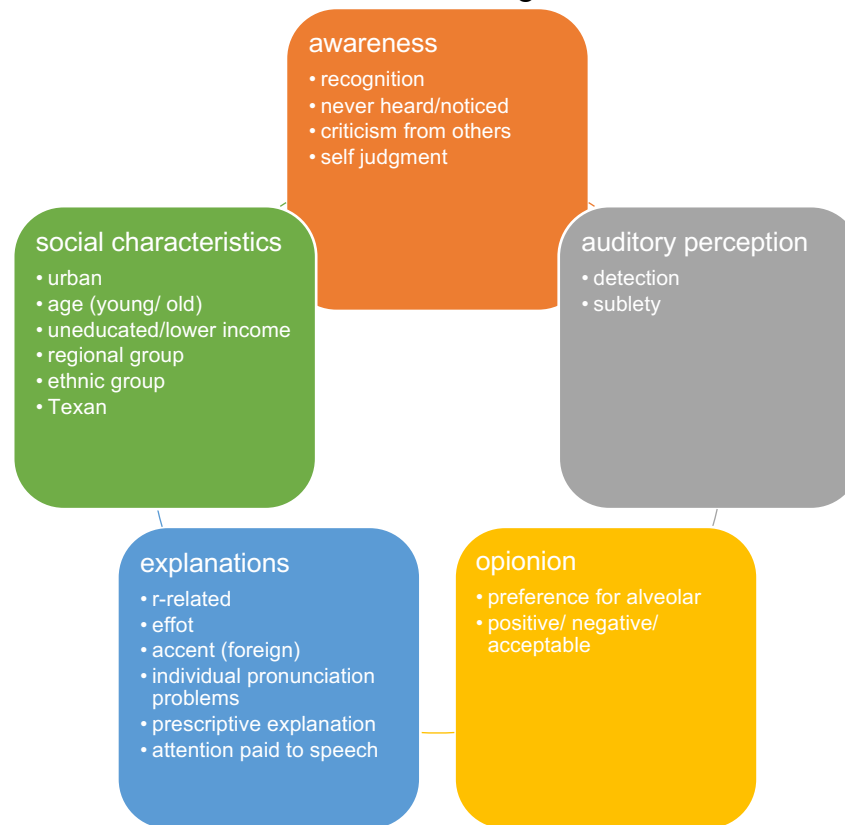 awareness
• recognition
• never heard/noticed
• criticism from others
• self judgment
social characteristics
• urban
• age (young/ old)
• uneducated/lower income
• regional group
• ethnic group
• Texan
auditory perception
• detection
• sublety
explanations
• r-related
• effot
• accent (foreign)
• individual pronunciation
problems
• prescriptive explanation
• attention paid to speech
opionion
• preference for alveolar
• positive/ negative/
acceptable